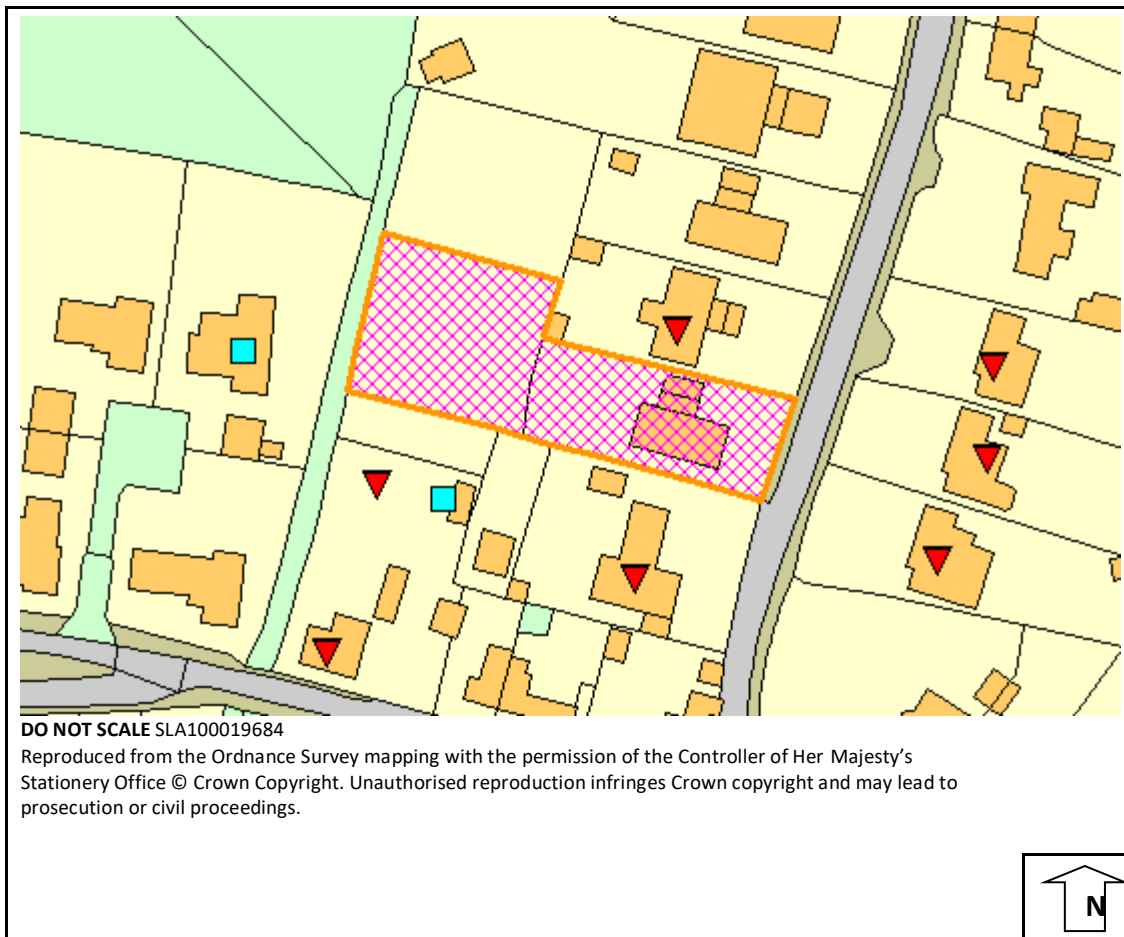 DO NOT SCALE SLA100019684
Reproduced from the Ordnance Survey mapping with the permission of the Controller of Her Majesty’s
Stationery Office © Crown Copyright. Unauthorised reproduction infringes Crown copyright and may lead to
prosecution or civil proceedings.
N